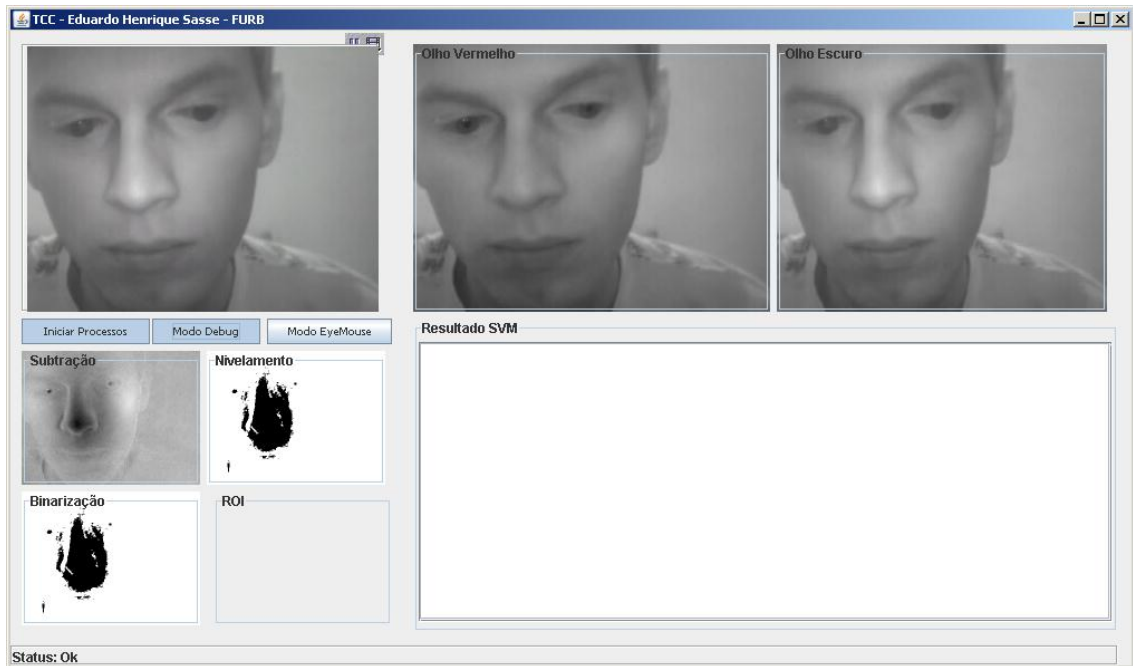 TCC - Eduardo Henrique Sasse - FURB
Olho Vermelho
Olho Escuro
Iniciar Processos
Modo Debug
Modo EyeMouse
Resultado SVM
Subtração
Nivelamento
Binarização
ROI
Status: Ok